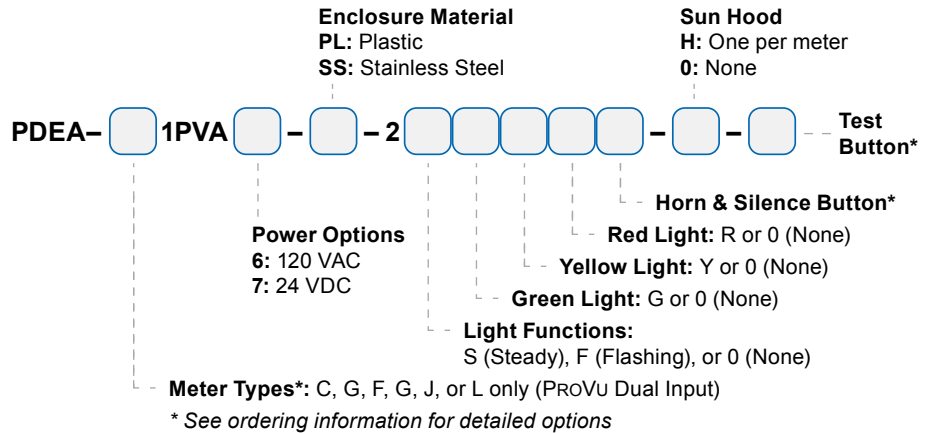 Enclosure Material
PL: Plastic
SS: Stainless Steel
Sun Hood
H: One per meter
0: None
PDEA– 1PVA – – 2 – –
Test
Button*
Horn & Silence Button*
Red Light: R or 0 (None)
Yellow Light: Y or 0 (None)
Green Light: G or 0 (None)
Power Options
6: 120 VAC
7: 24 VDC
Light Functions:
S (Steady), F (Flashing), or 0 (None)
Meter Types*: C, G, F, G, J, or L only (PROVU Dual Input)
* See ordering information for detailed options